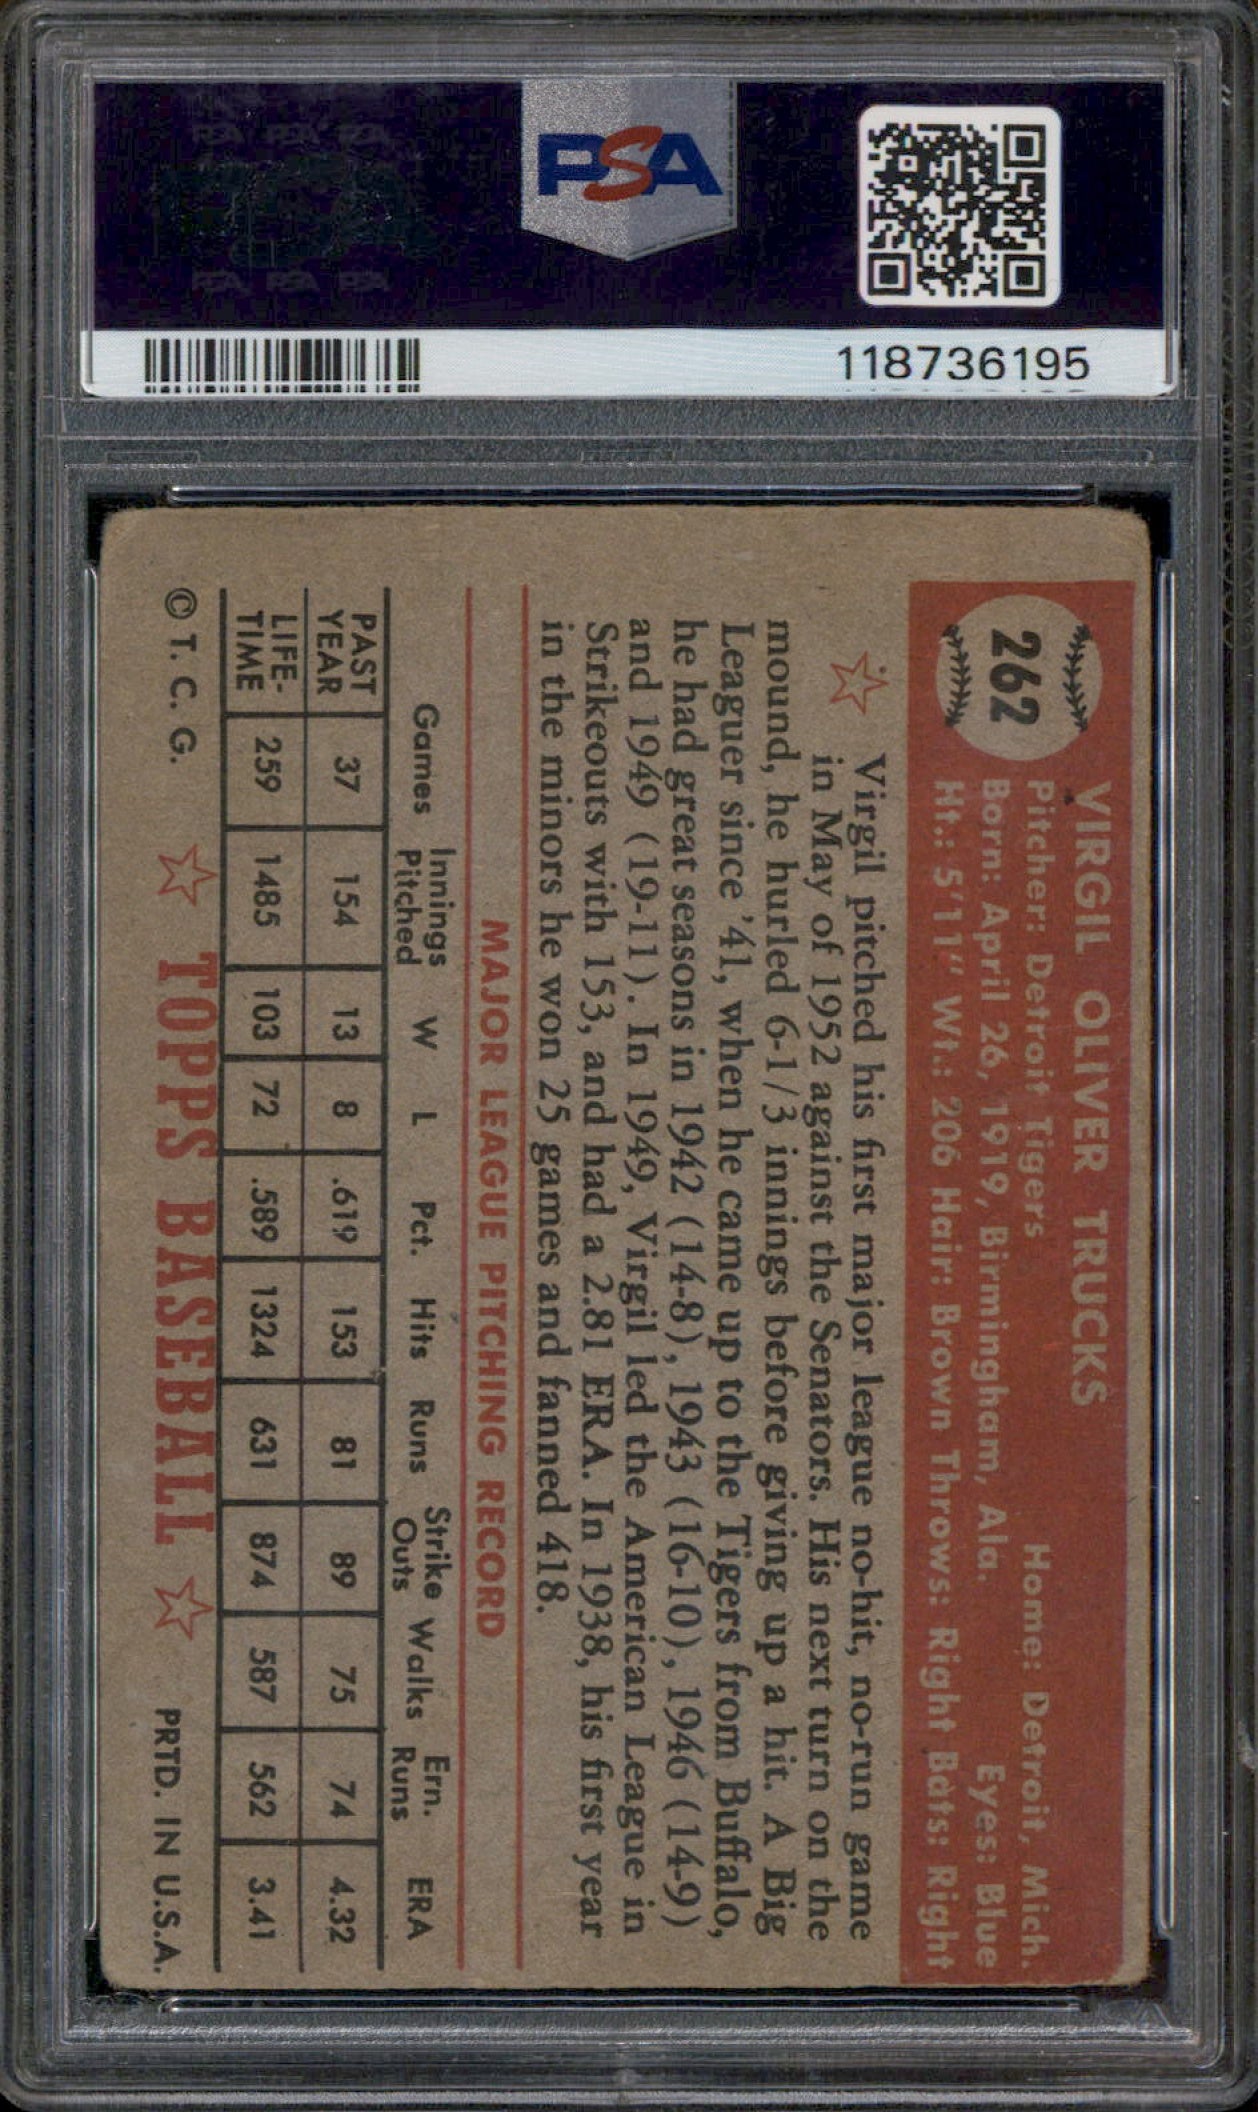 PSA
118736195
262
VIRGIL OLIVER TRUCKS
Pitcher: Detroit Tigers Home: Detroit, Mich.
Born: April 26, 1919, Birmingham, Ala. Eyes: Blue
Ht.: 5'11" Wt.: 206 Hair: Brown Throws: Right Bats: Right
Virgil pitched his first major league no-hit, no-run game
in May of 1952 against the Senators. His next turn on the
mound, he hurled 6-1/3 innings before giving up a hit. A Big
Leaguer since '41, when he came up to the Tigers from Buffalo,
he had great seasons in 1942 (14-8), 1943 (16-10), 1946 (14-9)
and 1949 (19-11). In 1949, Virgil led the American League in
Strikeouts with 153, and had a 2.81 ERA. In 1938, his first year
in the minors he won 25 games and fanned 418.
MAJOR LEAGUE PITCHING RECORD
Games Innings Pitched W L Pct. Hits Runs Strike Outs Walks Ern. Runs ERA
PAST YEAR 37 154 13 8 .619 153 81 89 75 74 4.32
LIFE-TIME 259 1485 103 72 .589 1324 631 874 587 562 3.41
© T. C. G. TOPPS BASEBALL PRTD. IN U.S.A.